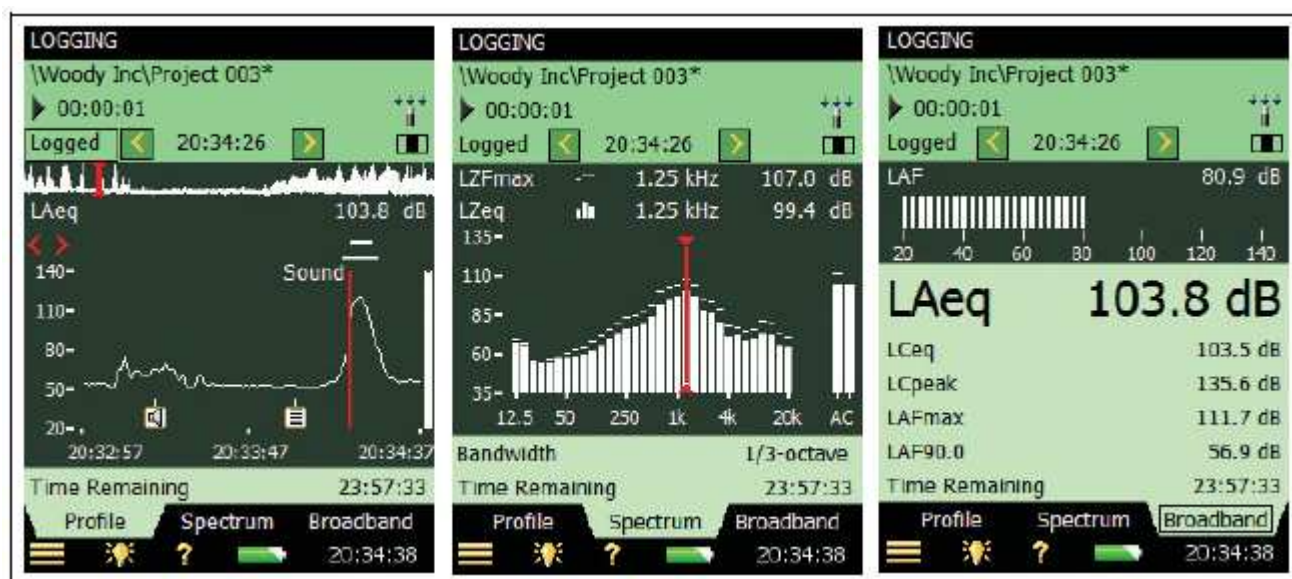 LOGGING
\Woody Inc\Project 003*
00:00:01
Logged 20:34:26
LAeq 103.8 dB
140-
Sound
110-
80-
50-
20-
20:32:57 20:33:47 20:34:37
Time Remaining 23:57:33
Profile Spectrum Broadband
? 20:34:38
LOGGING
\Woody Inc\Project 003*
00:00:01
Logged 20:34:26
LZFmax 1.25 kHz 107.0 dB
LZeq 1.25 kHz 99.4 dB
135-
110-
85-
60-
35-
12.5 50 250 1k 4k 20k AC
Bandwidth 1/3-octave
Time Remaining 23:57:33
Profile Spectrum Broadband
? 20:34:38
LOGGING
\Woody Inc\Project 003*
00:00:01
Logged 20:34:26
LAF 80.9 dB
20 40 60 80 100 120 140
LAeq 103.8 dB
LCeq 103.5 dB
LCpeak 135.6 dB
LAFmax 111.7 dB
LAF90.0 56.9 dB
Time Remaining 23:57:33
Profile Spectrum Broadband
? 20:34:38